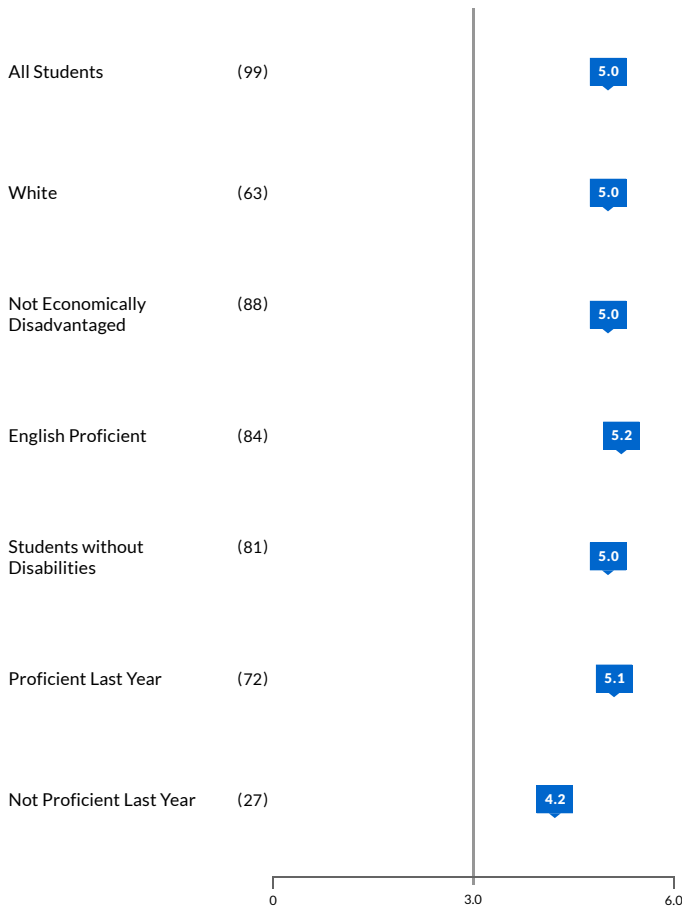 All Students (99) 5.0
White (63) 5.0
Not Economically (88) 5.0
Disadvantaged
English Proficient (84) 5.2
Students without (81) 5.0
Disabilities
Proficient Last Year (72) 5.1
Not Proficient Last Year (27) 4.2
0 3.0 6.0